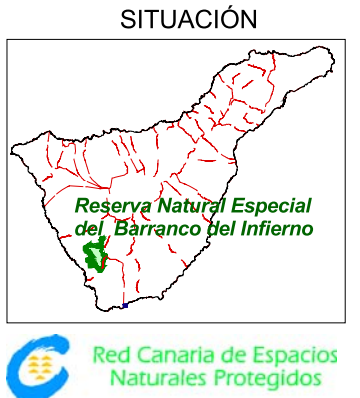 SITUACIÓN
Reserva Natural Especial
del Barranco del Infierno
Red Canaria de Espacios
Naturales Protegidos